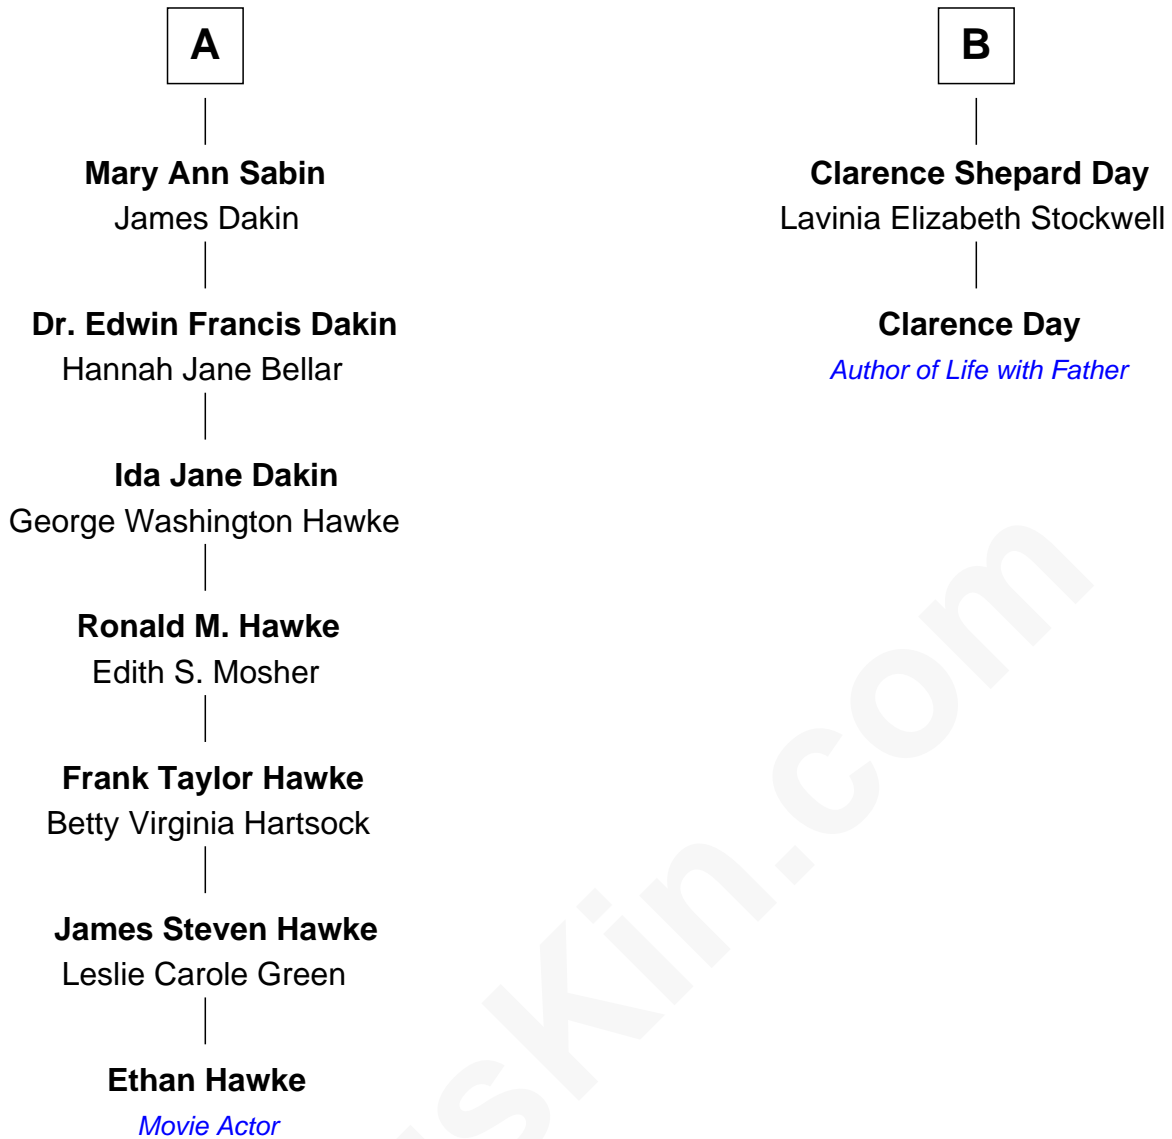 A
Mary Ann Sabin
James Dakin
Dr. Edwin Francis Dakin
Hannah Jane Bellar
Ida Jane Dakin
George Washington Hawke
Ronald M. Hawke
Edith S. Mosher
Frank Taylor Hawke
Betty Virginia Hartsock
James Steven Hawke
Leslie Carole Green
Ethan Hawke
Movie Actor
B
Clarence Shepard Day
Lavinia Elizabeth Stockwell
Clarence Day
Author of Life with Father
sKin.com